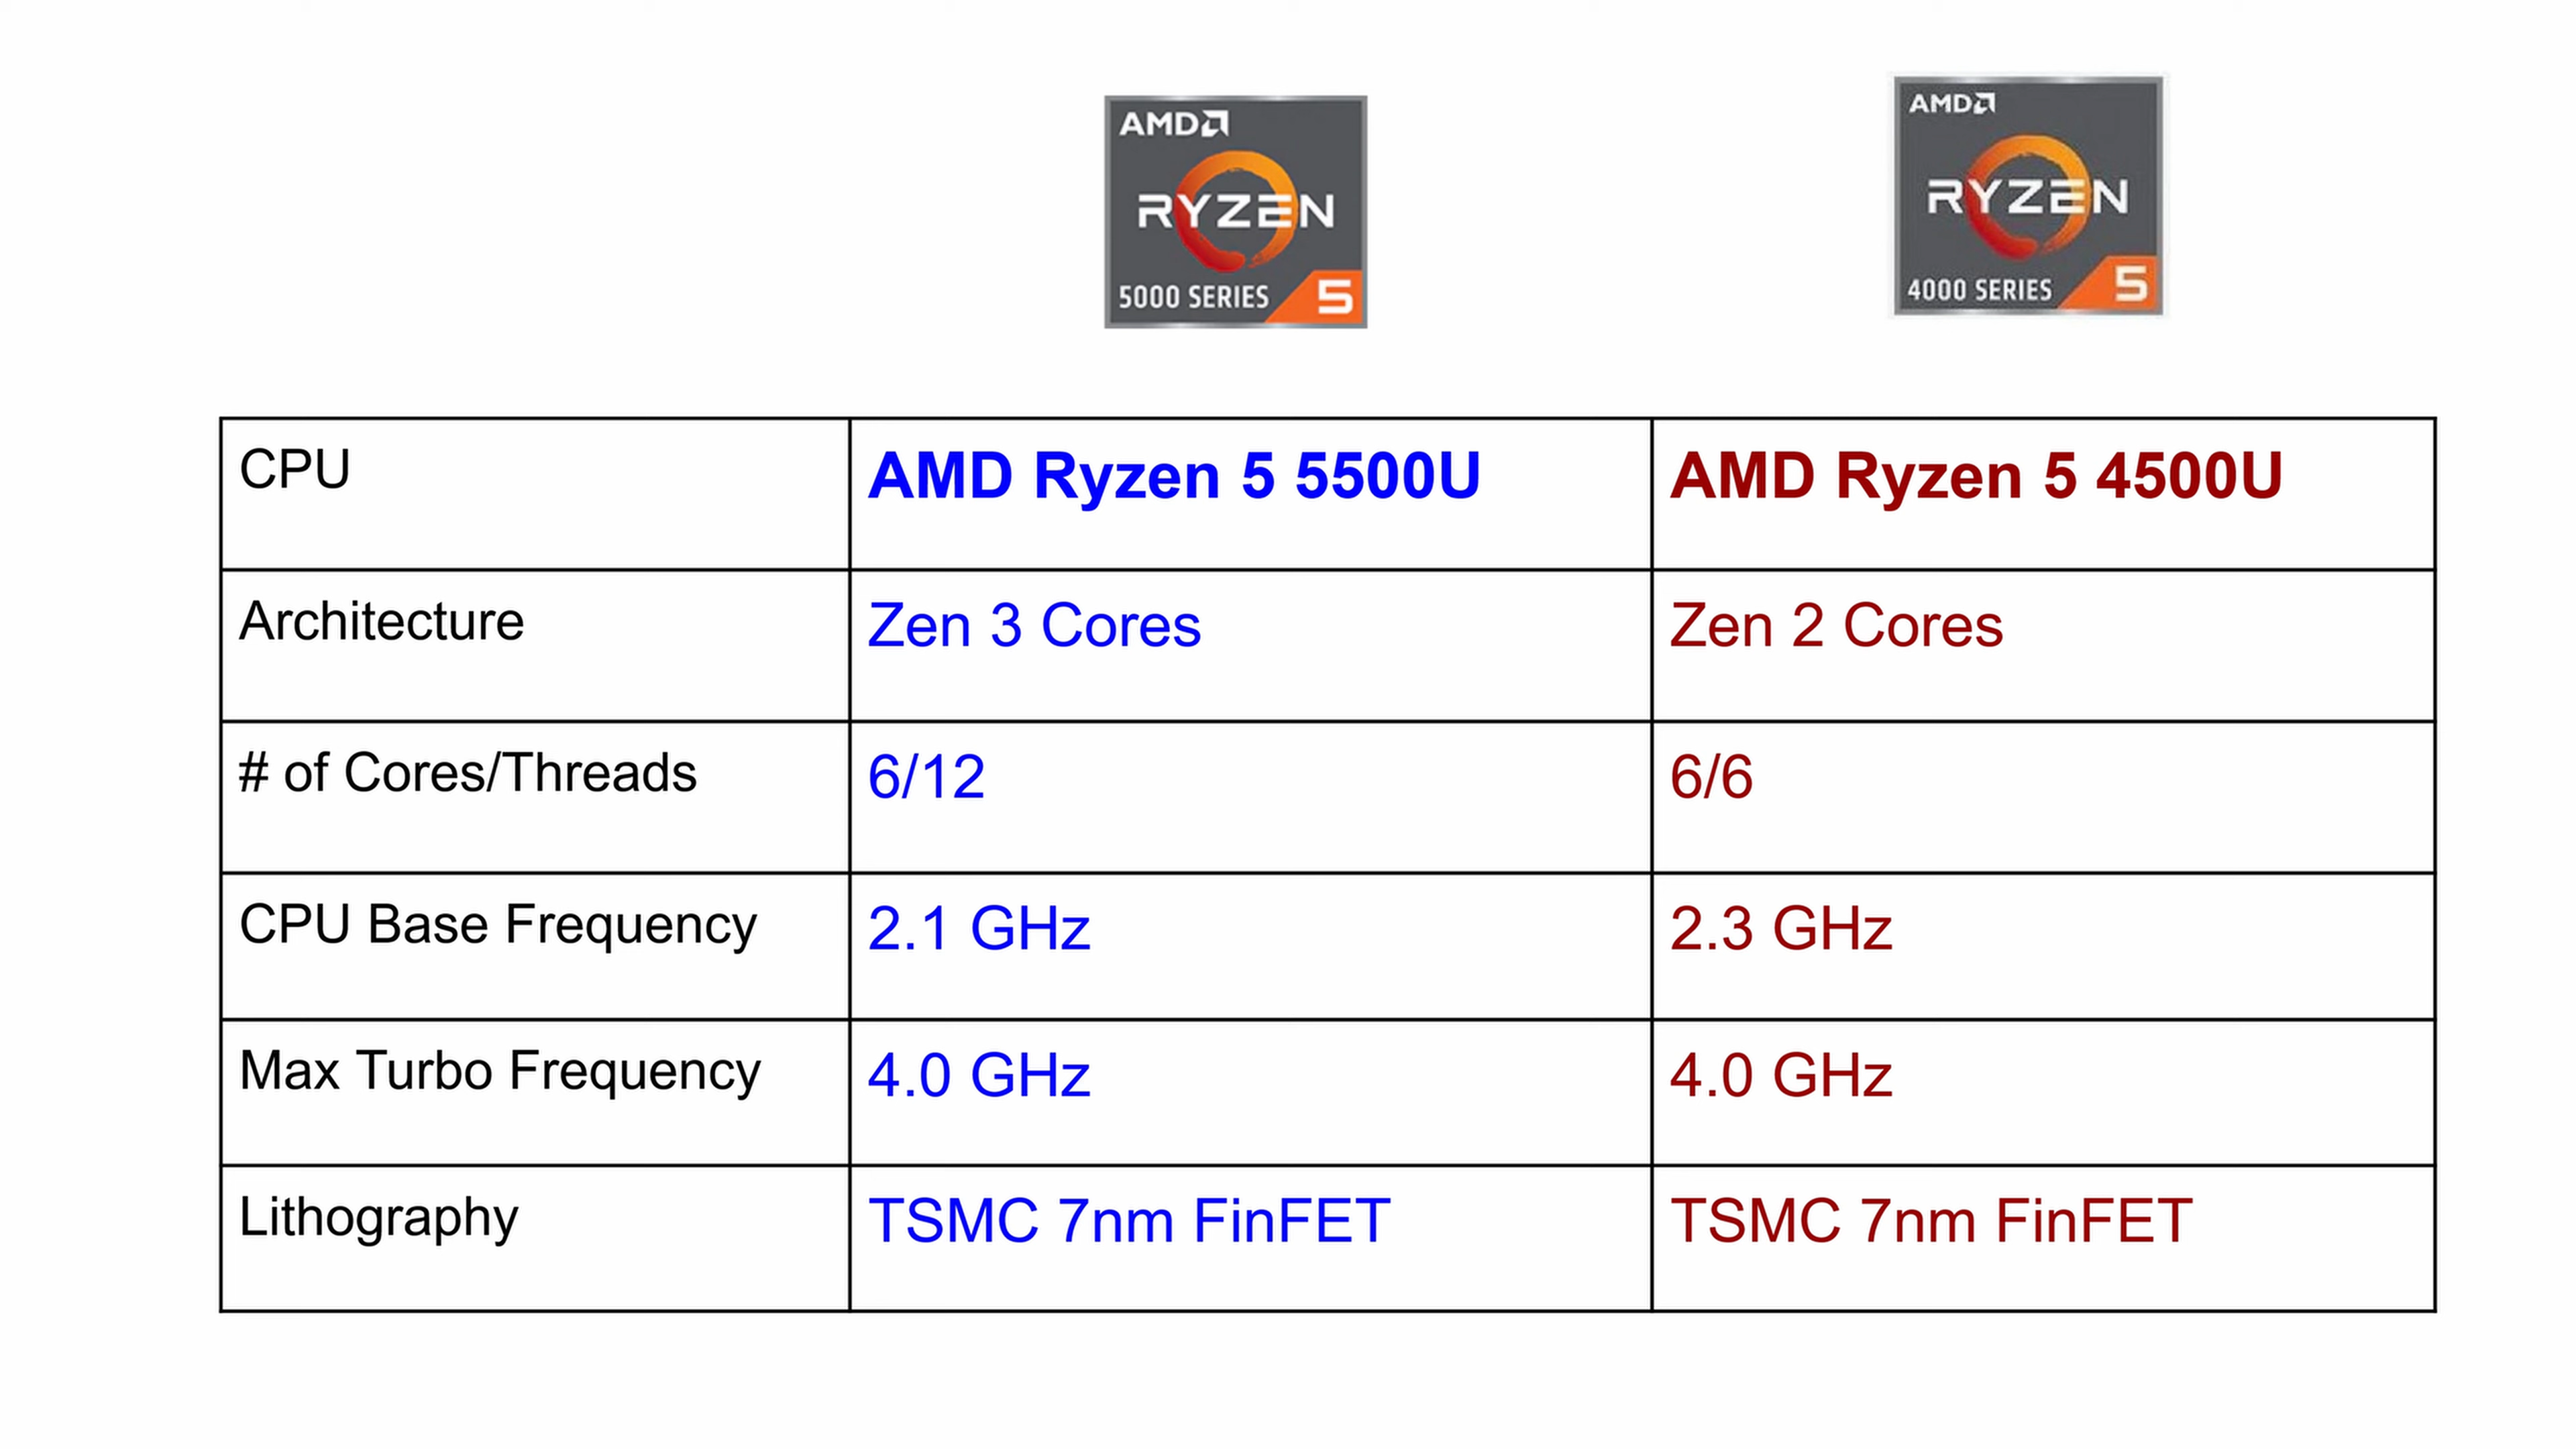 AMD
RYZEN
5000 SERIES 5
AMD
RYZEN
4000 SERIES 5
CPU AMD Ryzen 5 5500U AMD Ryzen 5 4500U
Architecture Zen 3 Cores Zen 2 Cores
# of Cores/Threads 6/12 6/6
CPU Base Frequency 2.1 GHz 2.3 GHz
Max Turbo Frequency 4.0 GHz 4.0 GHz
Lithography TSMC 7nm FinFET TSMC 7nm FinFET